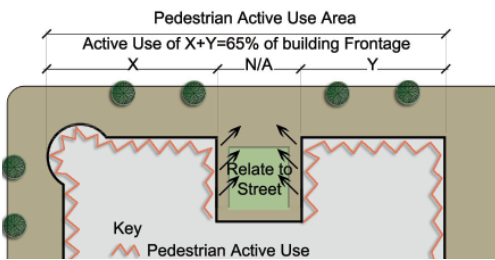 Pedestrian Active Use Area
Active Use of X+Y=65% of building Frontage
X N/A Y
Relate to
Street
Key
Pedestrian Active Use